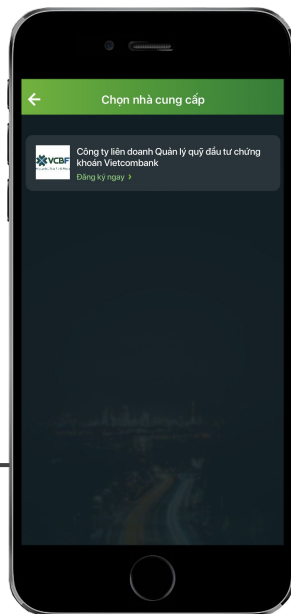 Chọn nhà cung cấp
VCBF
Công ty liên doanh Quản lý quỹ đầu tư chứng
khoán Vietcombank
Đăng ký ngay